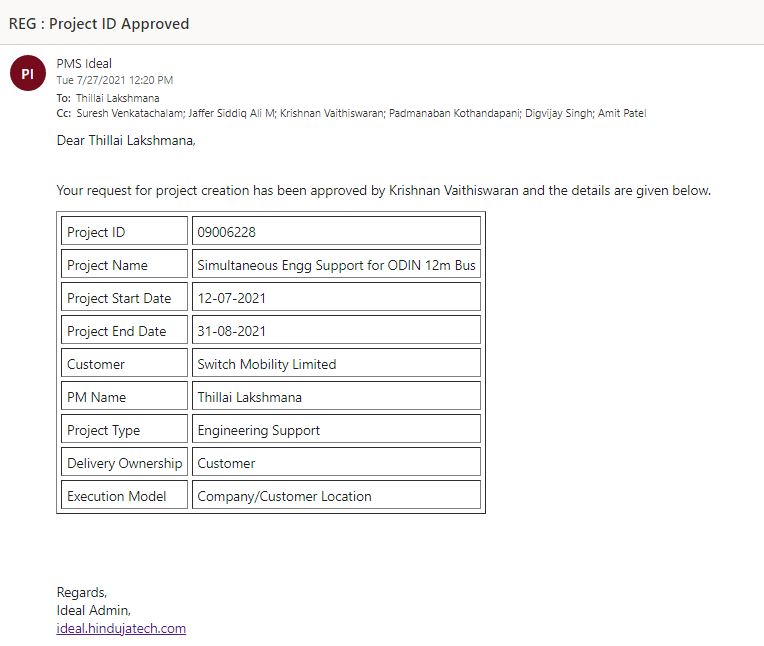 REG : Project ID Approved
PI
PMS Ideal
Tue 7/27/2021 12:20 PM
To: Thillai Lakshmana
Cc: Suresh Venkatachalam; Jaffer Siddiq Ali M; Krishnan Vaithiswaran; Padmanaban Kothandapani; Digvijay Singh; Amit Patel
Dear Thillai Lakshmana,
Your request for project creation has been approved by Krishnan Vaithiswaran and the details are given below.
Project ID 09006228
Project Name Simultaneous Engg Support for ODIN 12m Bus
Project Start Date 12-07-2021
Project End Date 31-08-2021
Customer Switch Mobility Limited
PM Name Thillai Lakshmana
Project Type Engineering Support
Delivery Ownership Customer
Execution Model Company/Customer Location
Regards,
Ideal Admin,
ideal.hindujatech.com